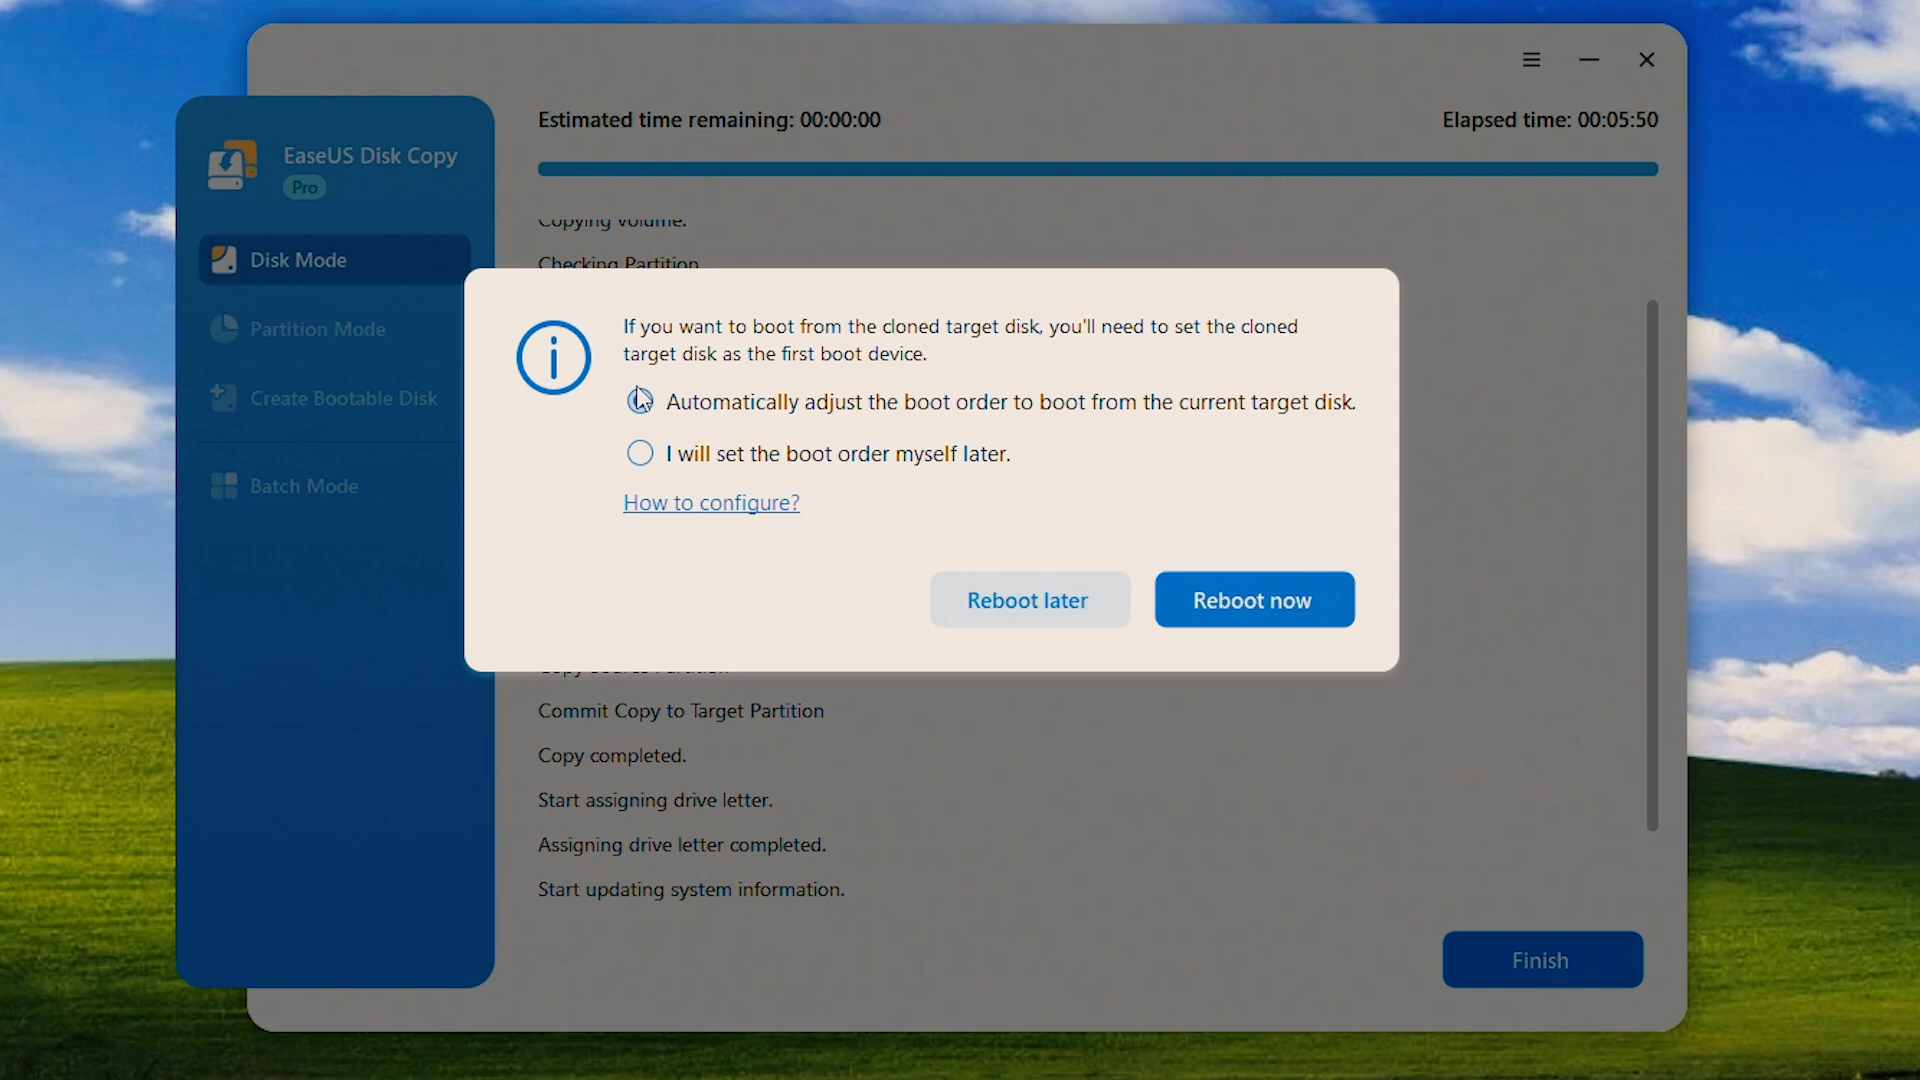 Estimated time remaining: 00:00:00
Elapsed time: 00:05:50
EaseUS Disk Copy
Pro
Disk Mode
Partition Mode
Create Bootable Disk
Batch Mode
Copying volume.
Checking Partition
If you want to boot from the cloned target disk, you'll need to set the cloned
target disk as the first boot device.
Automatically adjust the boot order to boot from the current target disk.
I will set the boot order myself later.
How to configure?
Reboot later
Reboot now
Copy Source Partition
Commit Copy to Target Partition
Copy completed.
Start assigning drive letter.
Assigning drive letter completed.
Start updating system information.
Finish